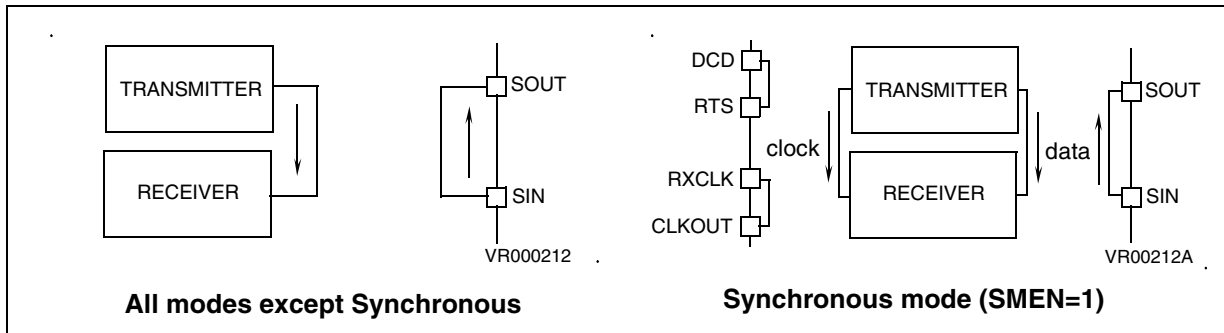 TRANSMITTER
RECEIVER
SOUT
SIN
VR000212
All modes except Synchronous
DCD
RTS
RXCLK
CLKOUT
clock
TRANSMITTER
RECEIVER
data
SOUT
SIN
VR00212A
Synchronous mode (SMEN=1)